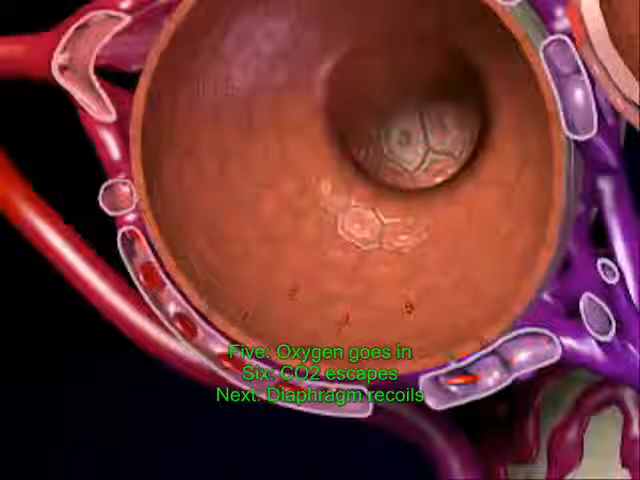 Five: Oxygen goes in
Six: CO2 escapes
Next: Diaphragm recoils